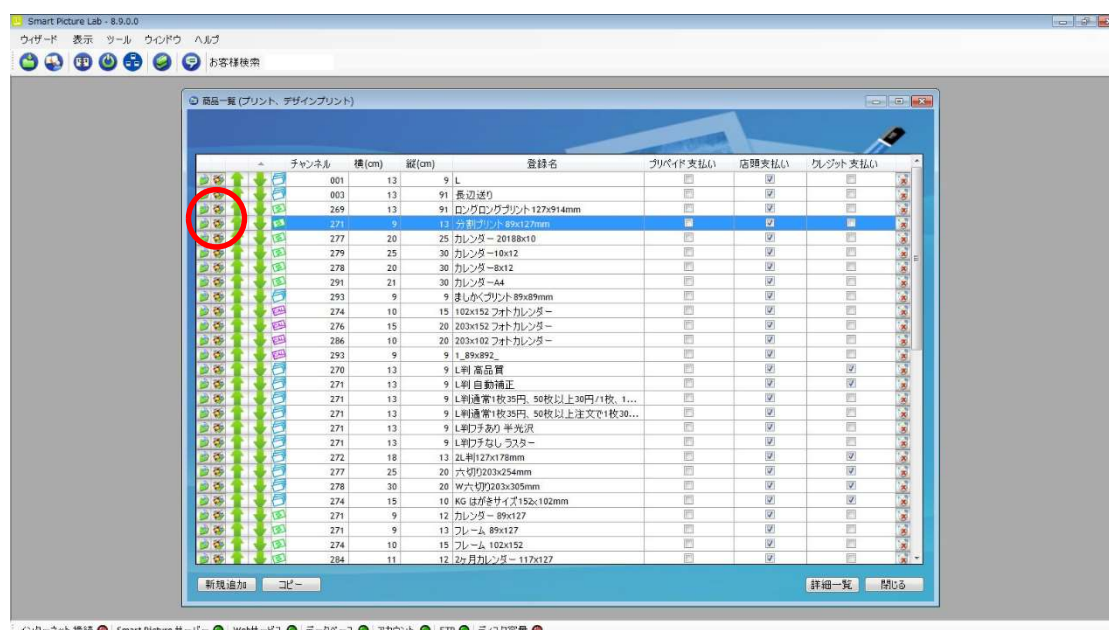 Smart Picture Lab - 8.9.0.0
ウィザード 表示 ツール ウィンドウ ヘルプ
お客様検索
商品一覧 (プリント、デザインプリント)
チャンネル 横(cm) 縦(cm) 登録名 プリペイド支払い 店頭支払い クレジット支払い
001 13 9 L
003 13 91 長辺送り
269 13 91 ロングロングプリント127x914mm
271 9 13 分割プリント89x127mm
277 20 25 カレンダー 20188x10
279 25 30 カレンダー10x12
278 20 30 カレンダー8x12
291 21 30 カレンダーA4
293 9 9 ましかくプリント89x89mm
274 10 15 102x152 フォトカレンダー
276 15 20 203x152 フォトカレンダー
286 10 20 203x102 フォトカレンダー
293 9 9 1_89x892_
270 13 9 L判 高品質
271 13 9 L判 自動補正
271 13 9 L判通常1枚35円、50枚以上30円/1枚、1...
271 13 9 L判通常1枚35円、50枚以上注文で1枚30...
271 13 9 L判フチあり 半光沢
271 13 9 L判フチなし ラスター
272 18 13 2L判127x178mm
277 25 20 六切り203x254mm
278 30 20 W六切り203x305mm
274 15 10 KG はがきサイズ152x102mm
271 9 12 カレンダー 89x127
271 9 13 フレーム 89x127
274 10 15 フレーム 102x152
284 11 12 2ヶ月カレンダー 117x127
新規追加 コピー 詳細一覧 閉じる
インターネット接続 Smart Picture サーバー Webサービス データベース アカウント FTP ディスク容量